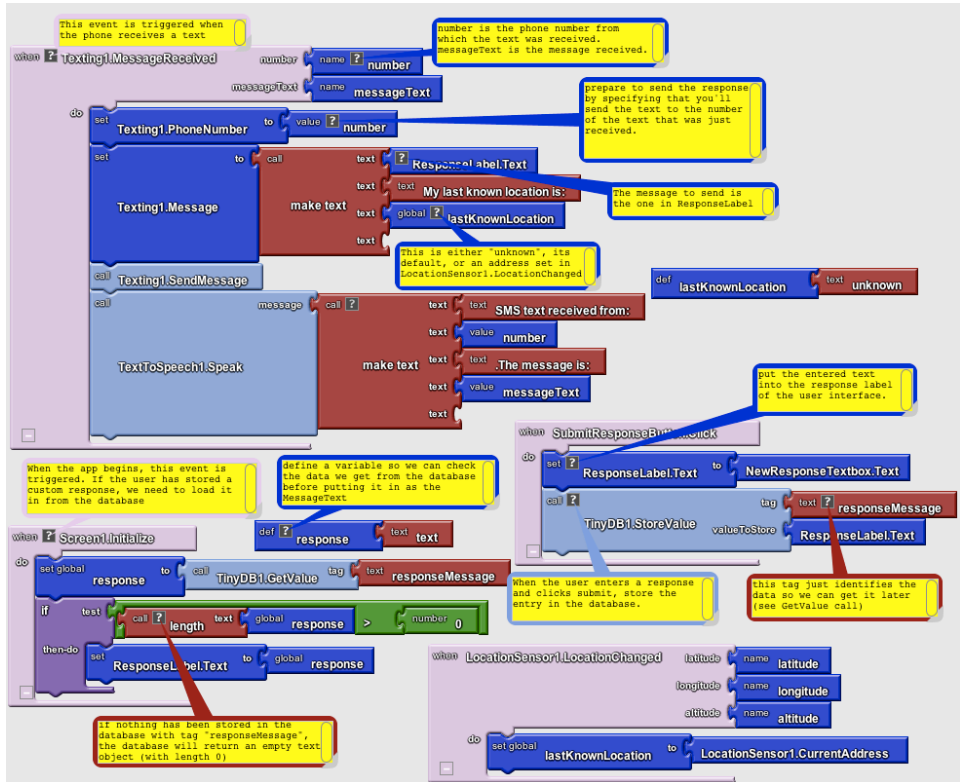 This event is triggered when
the phone receives a text
number is the phone number from
which the text was received.
messageText is the message received.
when ? Texting1.MessageReceived number name ? number
messageText name messageText
prepare to send the response
by specifying that you'll
send the text to the number
of the text that was just
received.
do
set Texting1.PhoneNumber to value ? number
set Texting1.Message to call make text
text ? ResponseLabel.Text
text text My last known location is:
text global ? lastKnownLocation
text
The message to send is
the one in ResponseLabel
This is either "unknown", its
default, or an address set in
LocationSensor1.LocationChanged
call Texting1.SendMessage
def lastKnownLocation text unknown
call TextToSpeech1.Speak message call ? make text
text text SMS text received from:
text value number
text text .The message is:
text value messageText
text
put the entered text
into the response label
of the user interface.
when SubmitResponseButton.Click
do
set ? ResponseLabel.Text to NewResponseTextbox.Text
call ? TinyDB1.StoreValue tag text ? responseMessage
valueToStore ResponseLabel.Text
When the user enters a response
and clicks submit, store the
entry in the database.
this tag just identifies the
data so we can get it later
(see GetValue call)
When the app begins, this event is
triggered. If the user has stored a
custom response, we need to load it
in from the database
define a variable so we can check
the data we get from the database
before putting it in as the
MessageText
def ? response text text
when ? Screen1.Initialize
do
set global response to call TinyDB1.GetValue tag text responseMessage
if test call ? length text global response > number 0
then-do set ResponseLabel.Text to global response
if nothing has been stored in the
database with tag "responseMessage",
the database will return an empty text
object (with length 0)
when LocationSensor1.LocationChanged latitude name latitude
longitude name longitude
altitude name altitude
do
set global lastKnownLocation to LocationSensor1.CurrentAddress